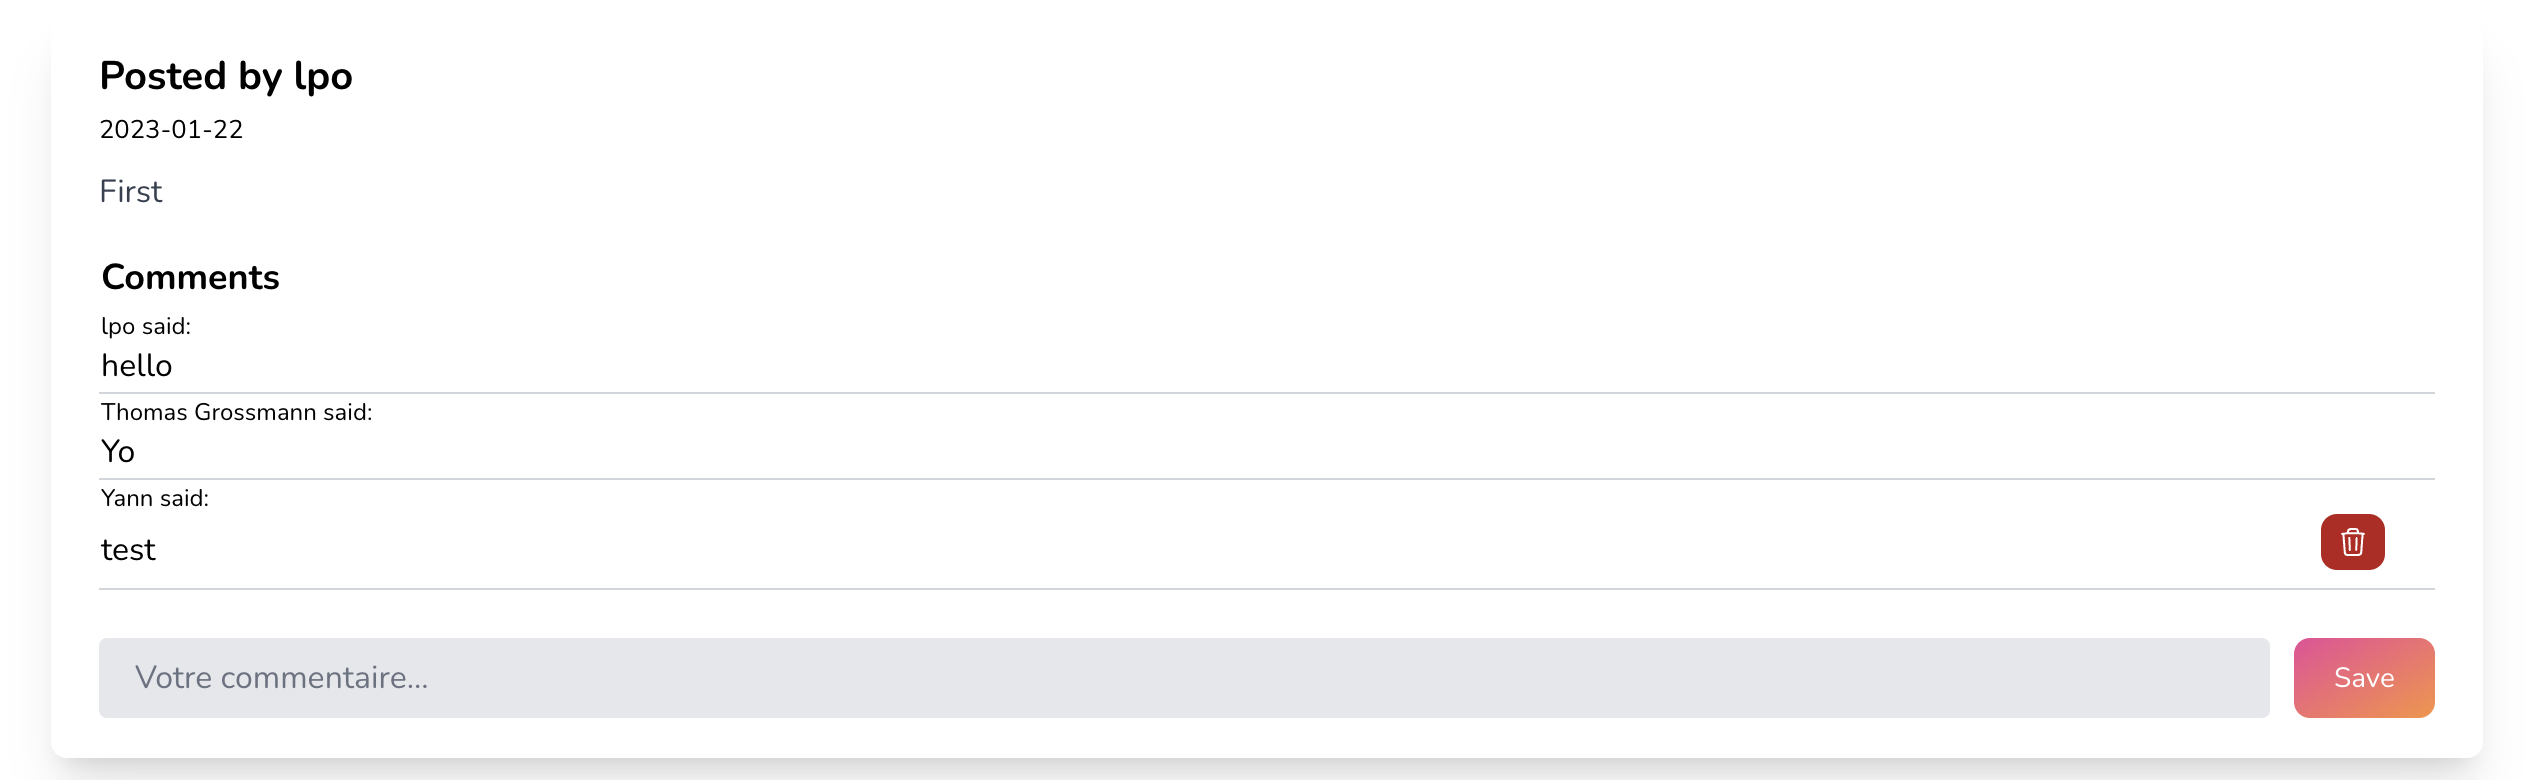 Posted by lpo
2023-01-22
First
Comments
lpo said:
hello
Thomas Grossmann said:
Yo
Yann said:
test
Votre commentaire...
Save